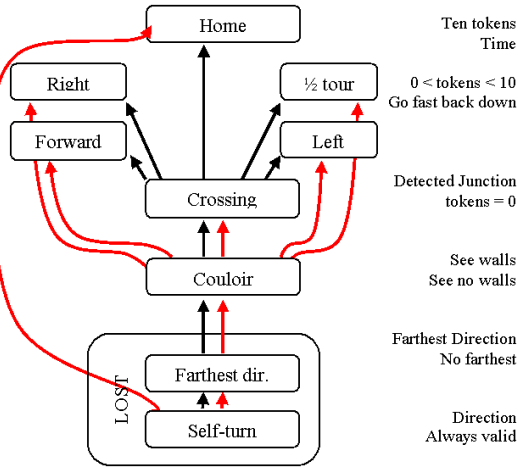 Home
Ten tokens
Time
Right
½ tour
0 < tokens < 10
Go fast back down
Forward
Left
Crossing
Detected Junction
tokens = 0
Couloir
See walls
See no walls
LOST
Farthest dir.
Farthest Direction
No farthest
Self-turn
Direction
Always valid